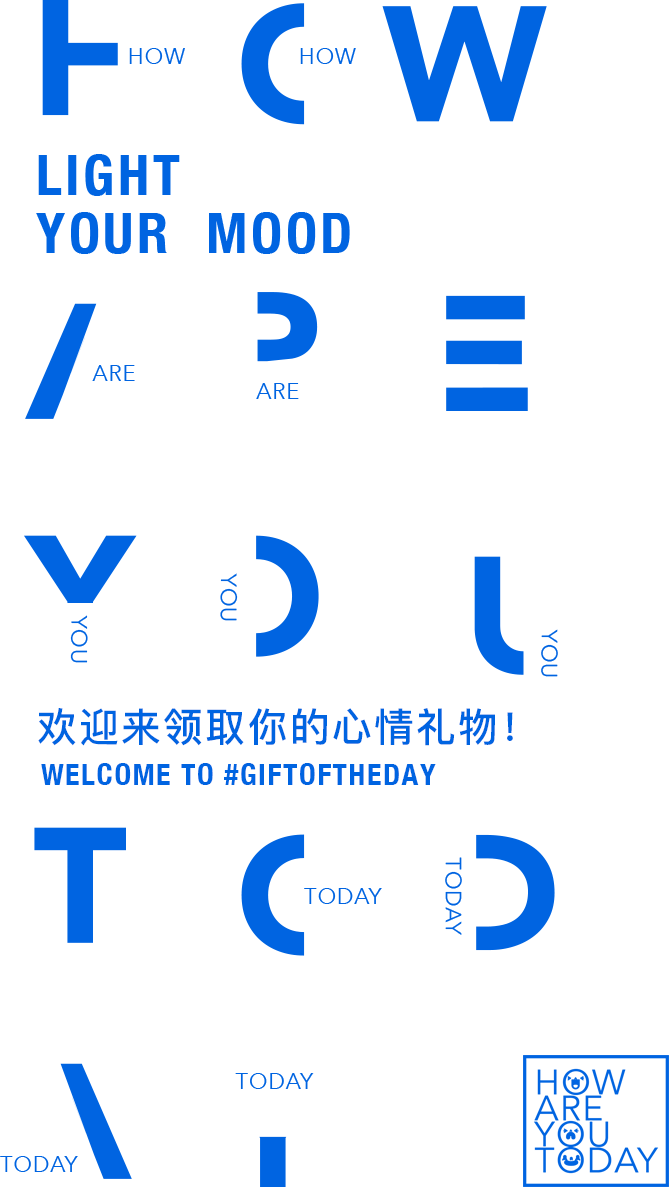 HOW HOW W
LIGHT
YOUR MOOD
ARE ARE E
YOU YOU YOU
欢迎来领取你的心情礼物！
WELCOME TO #GIFTOFTHEDAY
T TODAY TODAY
TODAY
TODAY
HOW
ARE
YOU
TODAY